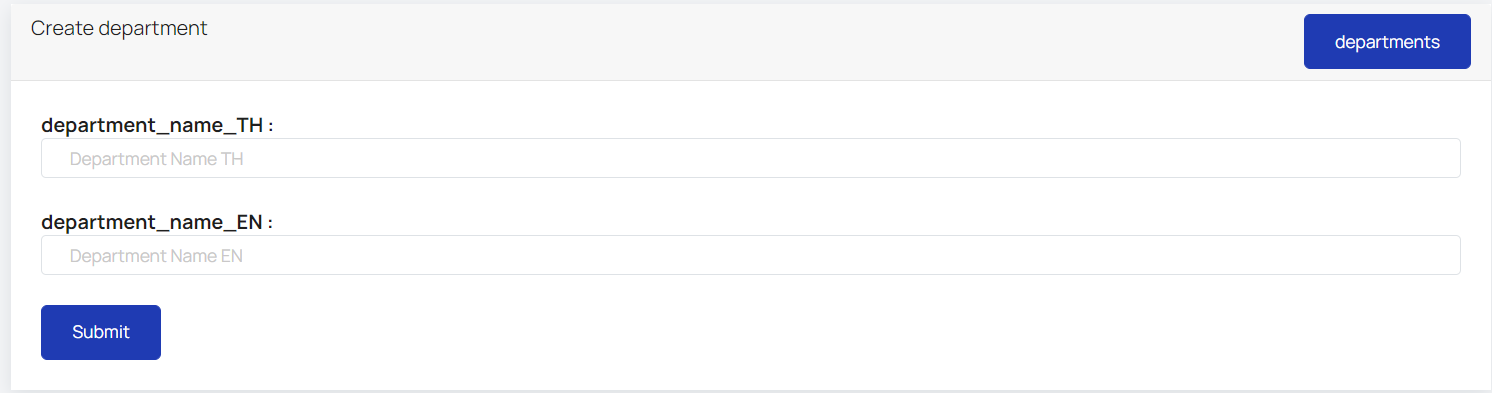 Create department
departments
department_name_TH :
Department Name TH
department_name_EN :
Department Name EN
Submit